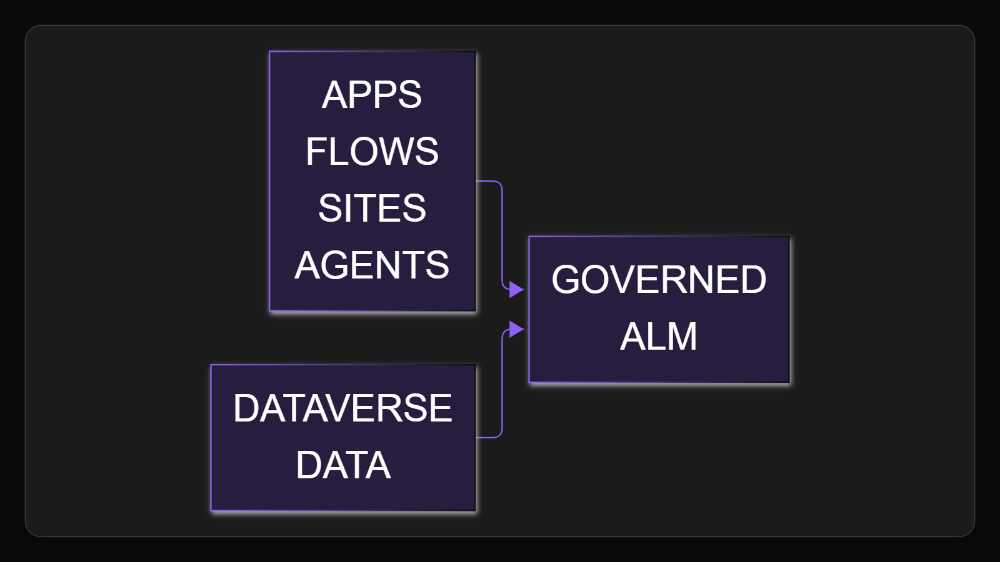 APPS
FLOWS
SITES
AGENTS
DATAVERSE
DATA
GOVERNED
ALM